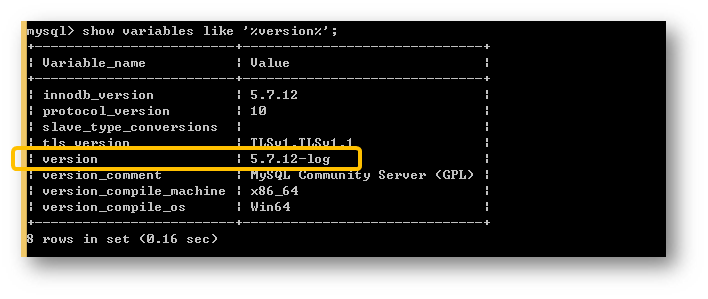 mysql> show variables like '%version%';
+-------------------------+------------------------------+
| Variable_name | Value |
+-------------------------+------------------------------+
| innodb_version | 5.7.12 |
| protocol_version | 10 |
| slave_type_conversions | |
| tls_version | TLSv1,TLSv1.1 |
| version | 5.7.12-log |
| version_comment | MySQL Community Server (GPL) |
| version_compile_machine | x86_64 |
| version_compile_os | Win64 |
+-------------------------+------------------------------+
8 rows in set (0.16 sec)